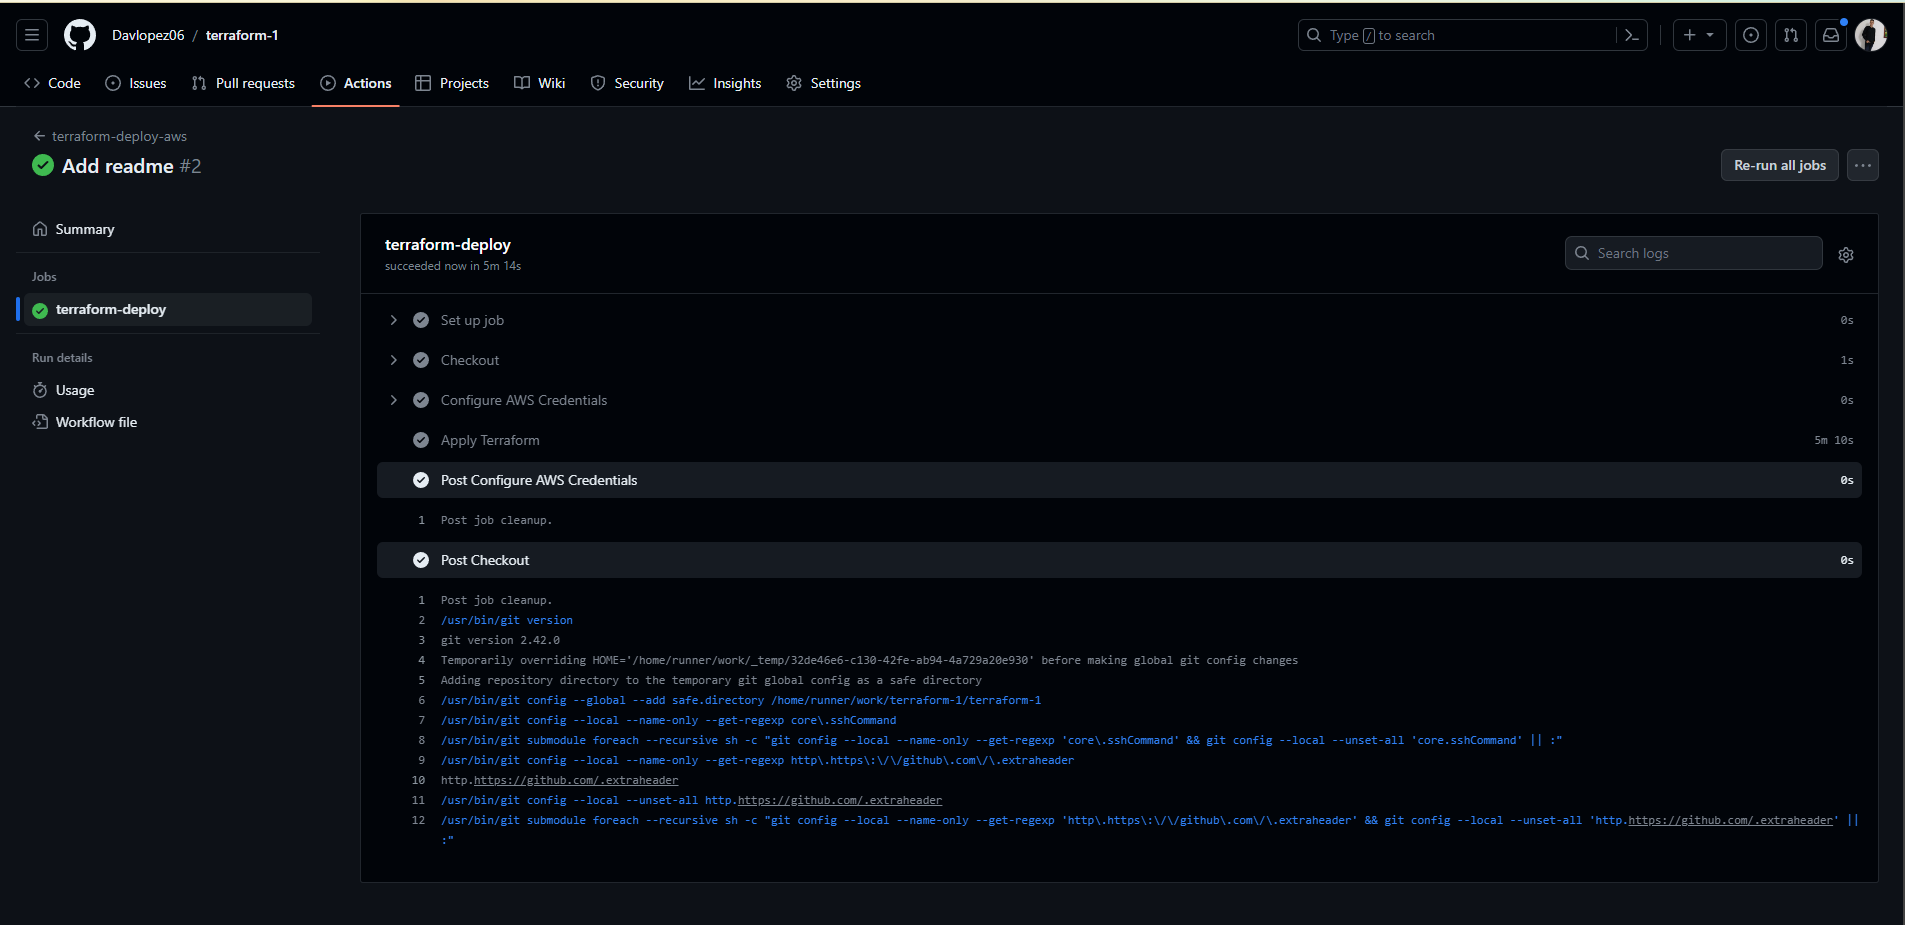 Davlopez06 / terraform-1
Type / to search
Code
Issues
Pull requests
Actions
Projects
Wiki
Security
Insights
Settings
terraform-deploy-aws
Add readme #2
Re-run all jobs
Summary
Jobs
terraform-deploy
Run details
Usage
Workflow file
terraform-deploy
succeeded now in 5m 14s
Search logs
Set up job 0s
Checkout 1s
Configure AWS Credentials 0s
Apply Terraform 5m 10s
Post Configure AWS Credentials 0s
1 Post job cleanup.
Post Checkout 0s
1 Post job cleanup.
2 /usr/bin/git version
3 git version 2.42.0
4 Temporarily overriding HOME='/home/runner/work/_temp/32de46e6-c130-42fe-ab94-4a729a20e930' before making global git config changes
5 Adding repository directory to the temporary git global config as a safe directory
6 /usr/bin/git config --global --add safe.directory /home/runner/work/terraform-1/terraform-1
7 /usr/bin/git config --local --name-only --get-regexp core\.sshCommand
8 /usr/bin/git submodule foreach --recursive sh -c "git config --local --name-only --get-regexp 'core\.sshCommand' && git config --local --unset-all 'core.sshCommand' || :"
9 /usr/bin/git config --local --name-only --get-regexp http\.https\:\/\/github\.com\/\.extraheader
10 http.https://github.com/.extraheader
11 /usr/bin/git config --local --unset-all http.https://github.com/.extraheader
12 /usr/bin/git submodule foreach --recursive sh -c "git config --local --name-only --get-regexp 'http\.https\:\/\/github\.com\/\.extraheader' && git config --local --unset-all 'http.https://github.com/.extraheader' ||
:"